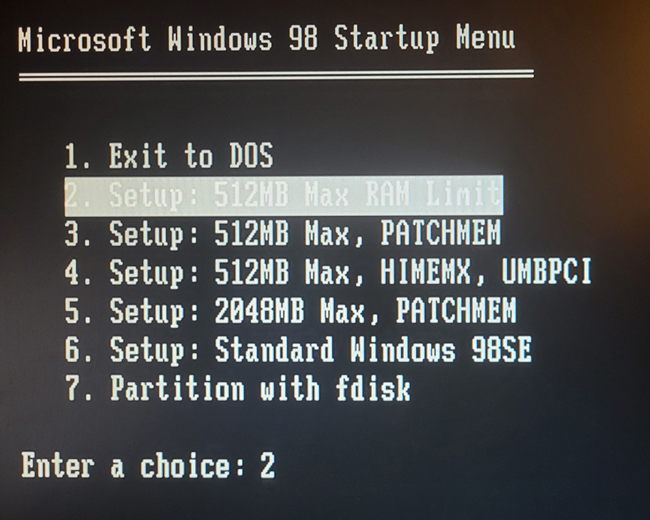 Microsoft Windows 98 Startup Menu
1. Exit to DOS
2. Setup: 512MB Max RAM Limit
3. Setup: 512MB Max, PATCHMEM
4. Setup: 512MB Max, HIMEMX, UMBPCI
5. Setup: 2048MB Max, PATCHMEM
6. Setup: Standard Windows 98SE
7. Partition with fdisk
Enter a choice: 2